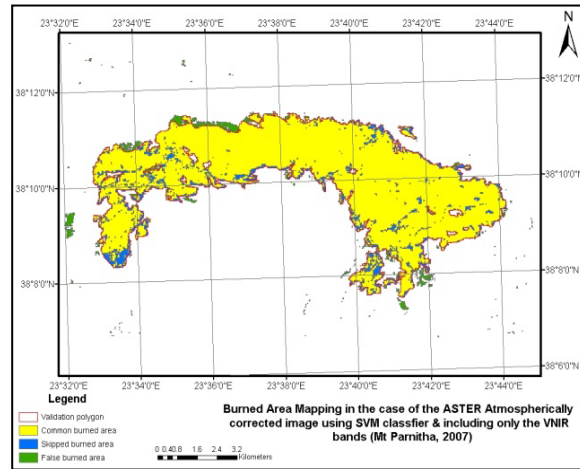 23°32'0"E 23°34'0"E 23°36'0"E 23°38'0"E 23°40'0"E 23°42'0"E 23°44'0"E
N
38°12'0"N 38°12'0"N
38°10'0"N 38°10'0"N
38°8'0"N 38°8'0"N
38°6'0"N
23°32'0"E 23°34'0"E 23°36'0"E 23°38'0"E 23°40'0"E 23°42'0"E 23°44'0"E
Legend
Validation polygon
Common burned area
Skipped burned area
False burned area
0 0.4 0.8 1.6 2.4 3.2
Kilometers
Burned Area Mapping in the case of the ASTER Atmospherically
corrected image using SVM classfier & including only the VNIR
bands (Mt Parnitha, 2007)